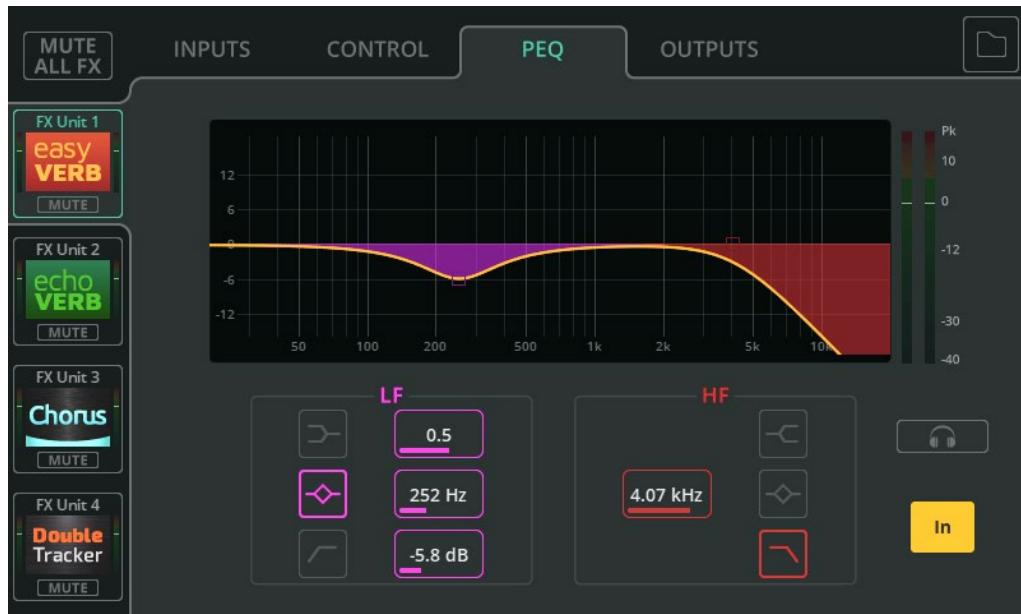 MUTE
ALL FX
INPUTS
CONTROL
PEQ
OUTPUTS
FX Unit 1
easy
VERB
MUTE
FX Unit 2
echo
VERB
MUTE
FX Unit 3
Chorus
MUTE
FX Unit 4
Double
Tracker
MUTE
12
6
0
-6
-12
50 100 200 500 1k 2k 5k 10k
Pk
10
0
-12
-30
-40
LF
0.5
252 Hz
-5.8 dB
HF
4.07 kHz
In